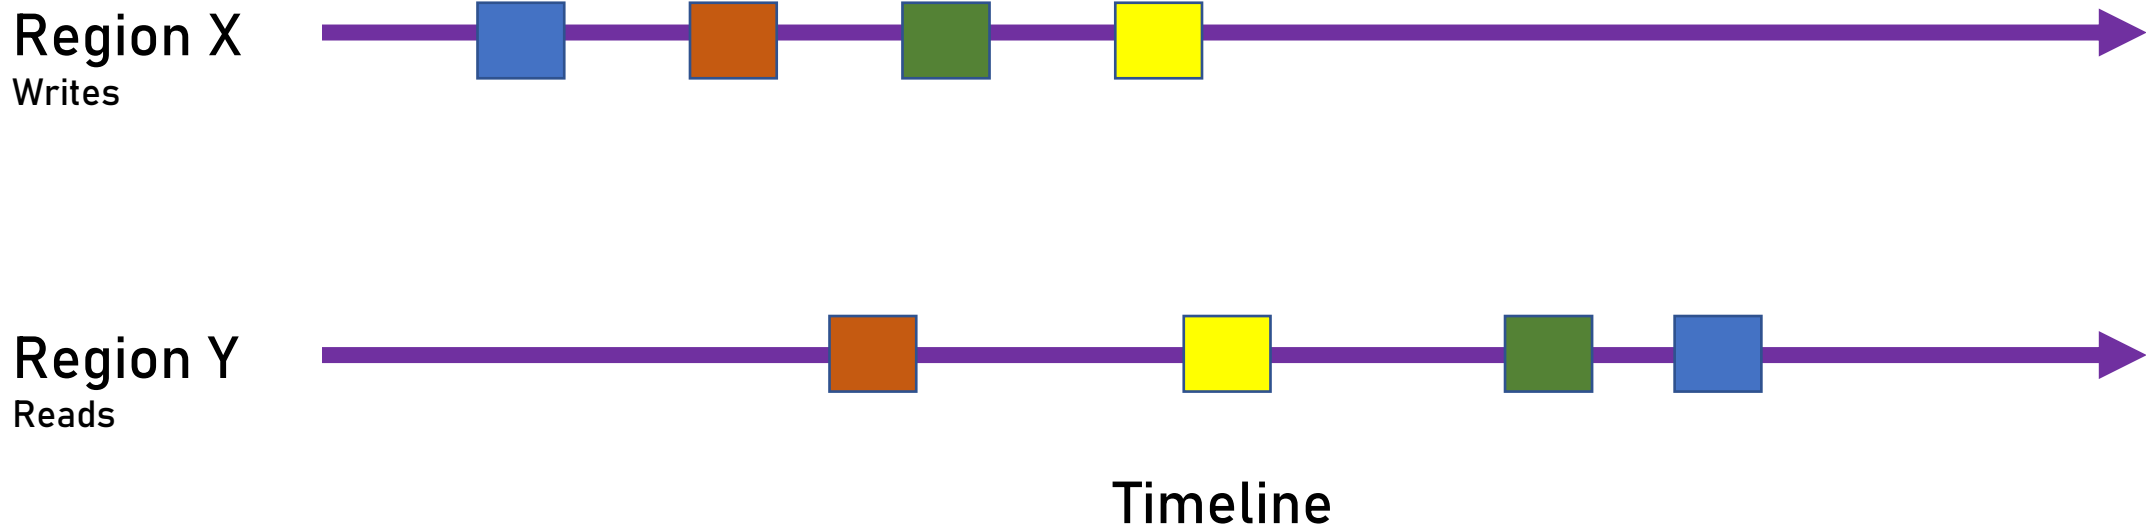 Region X
Writes
Region Y
Reads
Timeline